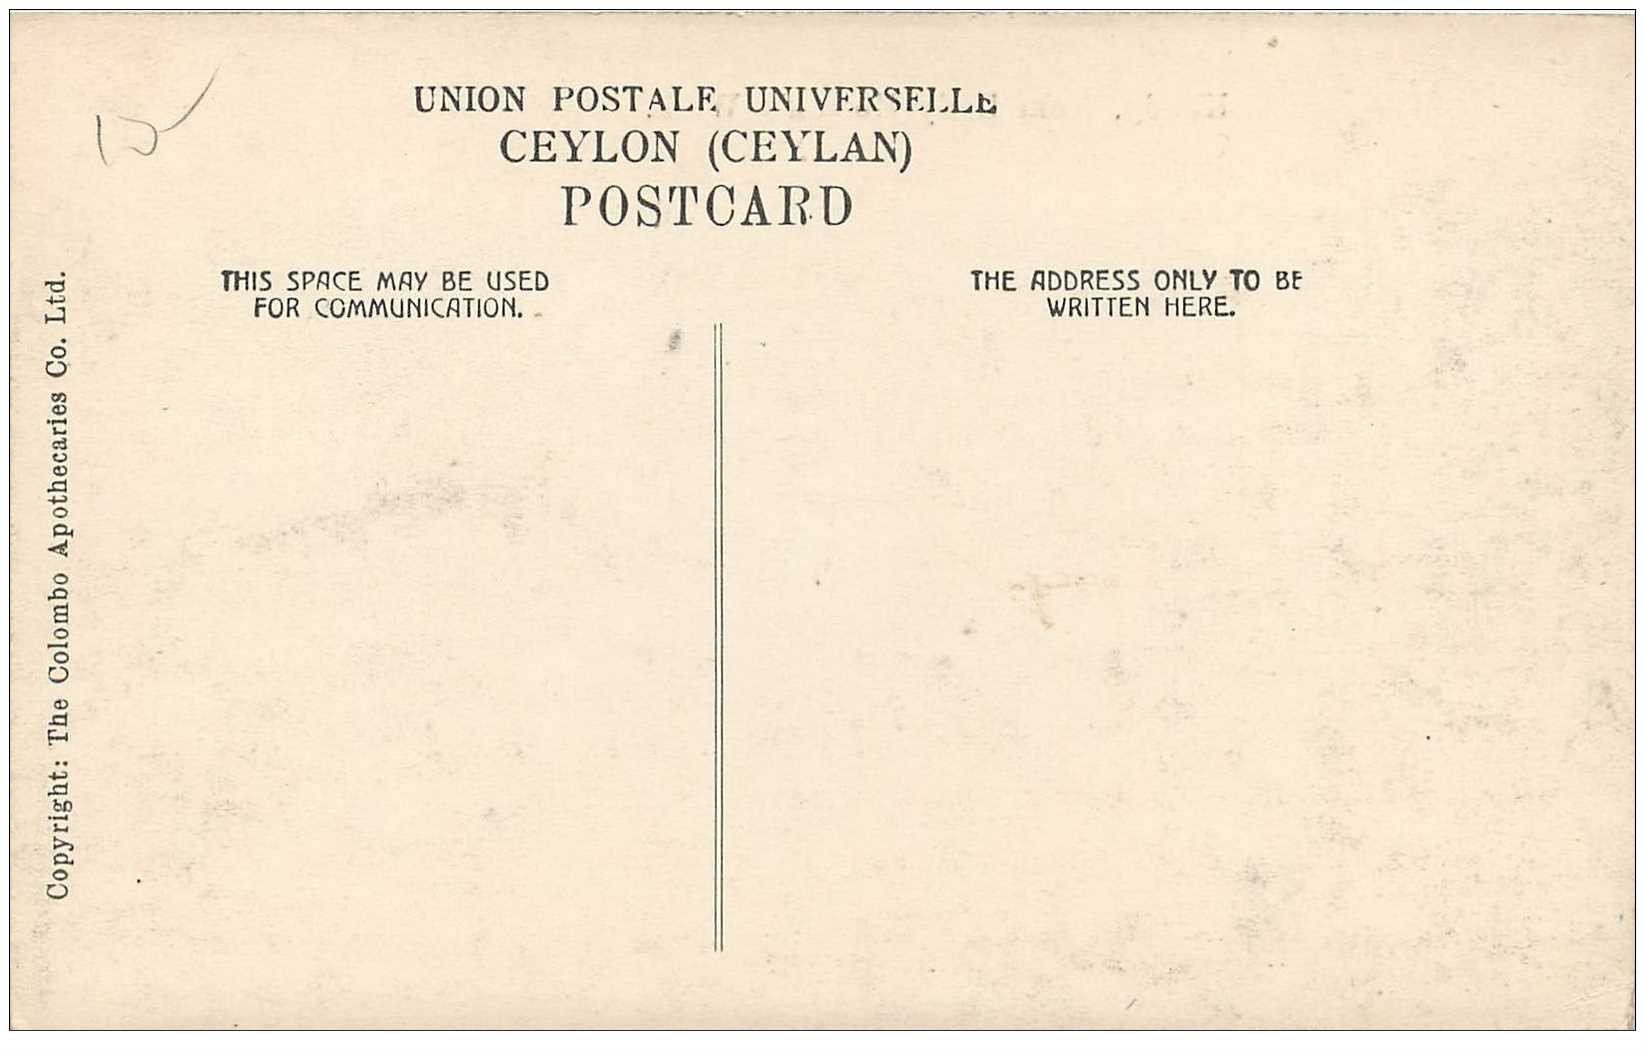 UNION POSTALE UNIVERSELLE
CEYLON (CEYLAN)
POSTCARD
THIS SPACE MAY BE USED
FOR COMMUNICATION.
THE ADDRESS ONLY TO BE
WRITTEN HERE.
Copyright: The Colombo Apothecaries Co. Ltd.